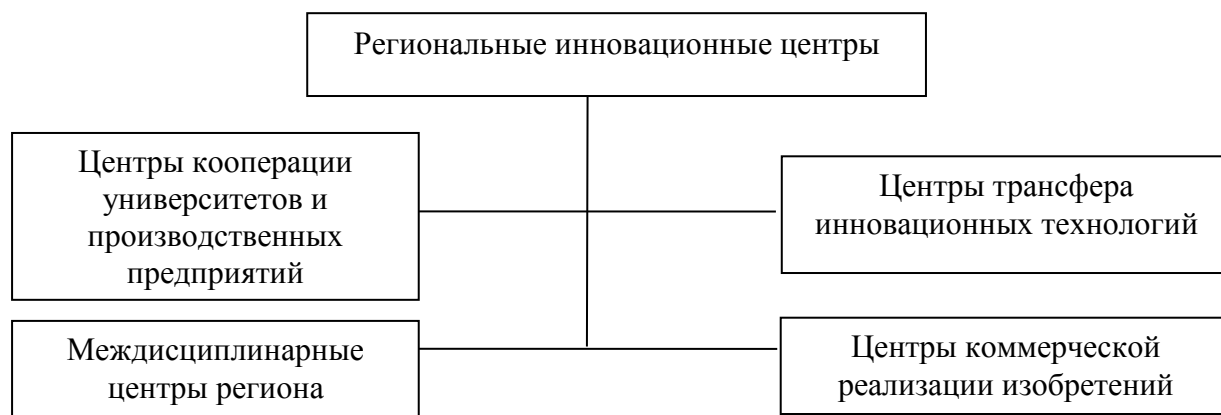 Региональные инновационные центры
Центры кооперации
университетов и
производственных
предприятий
Центры трансфера
инновационных технологий
Междисциплинарные
центры региона
Центры коммерческой
реализации изобретений